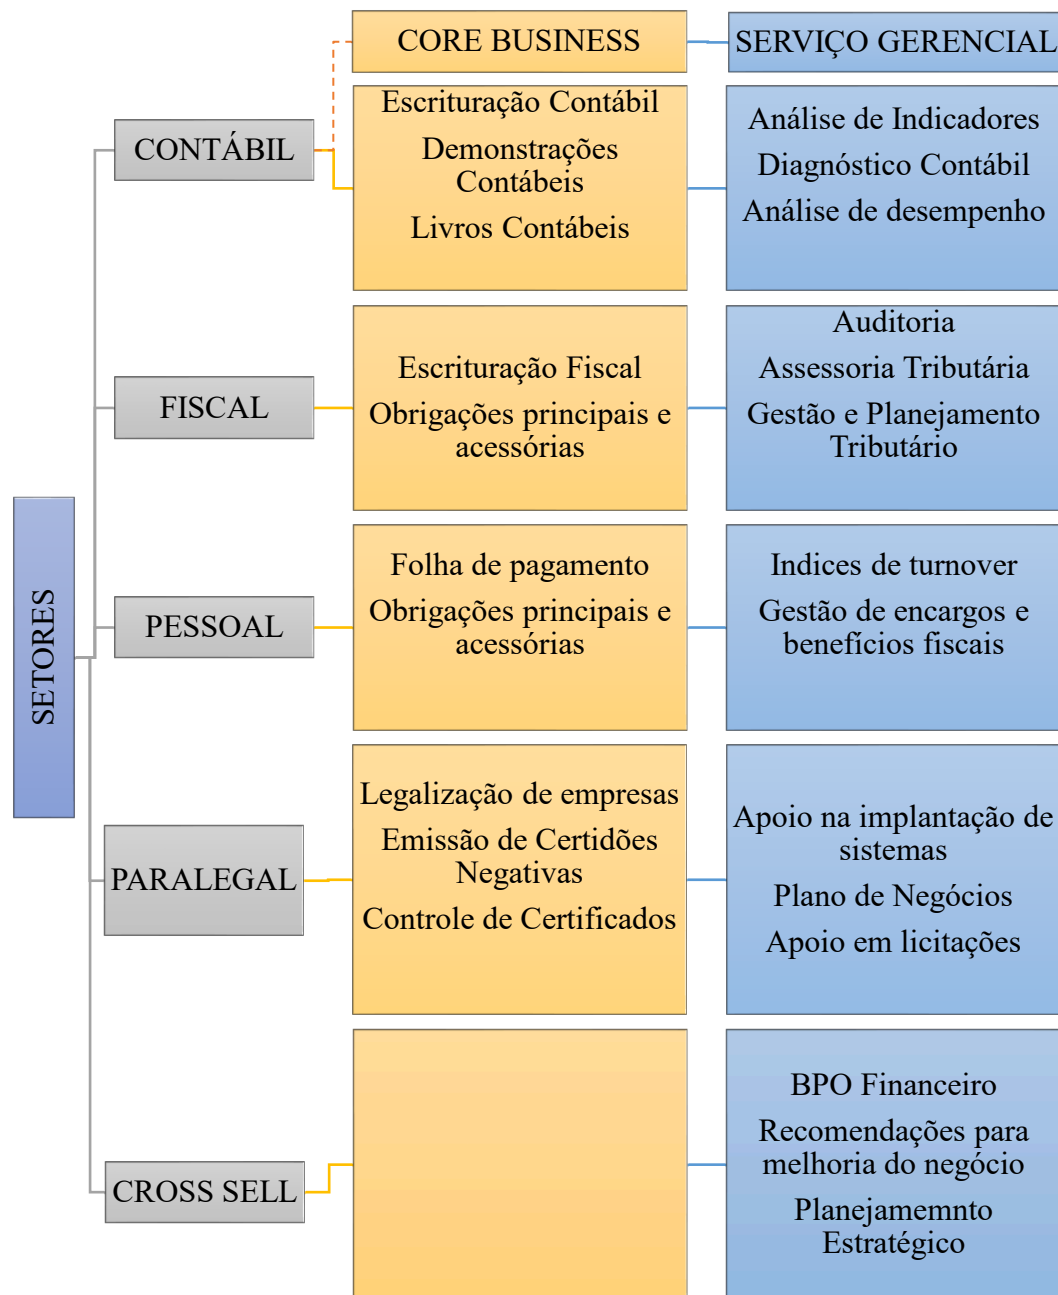 SETORES
CORE BUSINESS
SERVIÇO GERENCIAL
CONTÁBIL
Escrituração Contábil
Demonstrações
Contábeis
Livros Contábeis
Análise de Indicadores
Diagnóstico Contábil
Análise de desempenho
FISCAL
Escrituração Fiscal
Obrigações principais e
acessórias
Auditoria
Assessoria Tributária
Gestão e Planejamento
Tributário
PESSOAL
Folha de pagamento
Obrigações principais e
acessórias
Indices de turnover
Gestão de encargos e
benefícios fiscais
PARALEGAL
Legalização de empresas
Emissão de Certidões
Negativas
Controle de Certificados
Apoio na implantação de
sistemas
Plano de Negócios
Apoio em licitações
CROSS SELL
BPO Financeiro
Recomendações para
melhoria do negócio
Planejamemnto
Estratégico